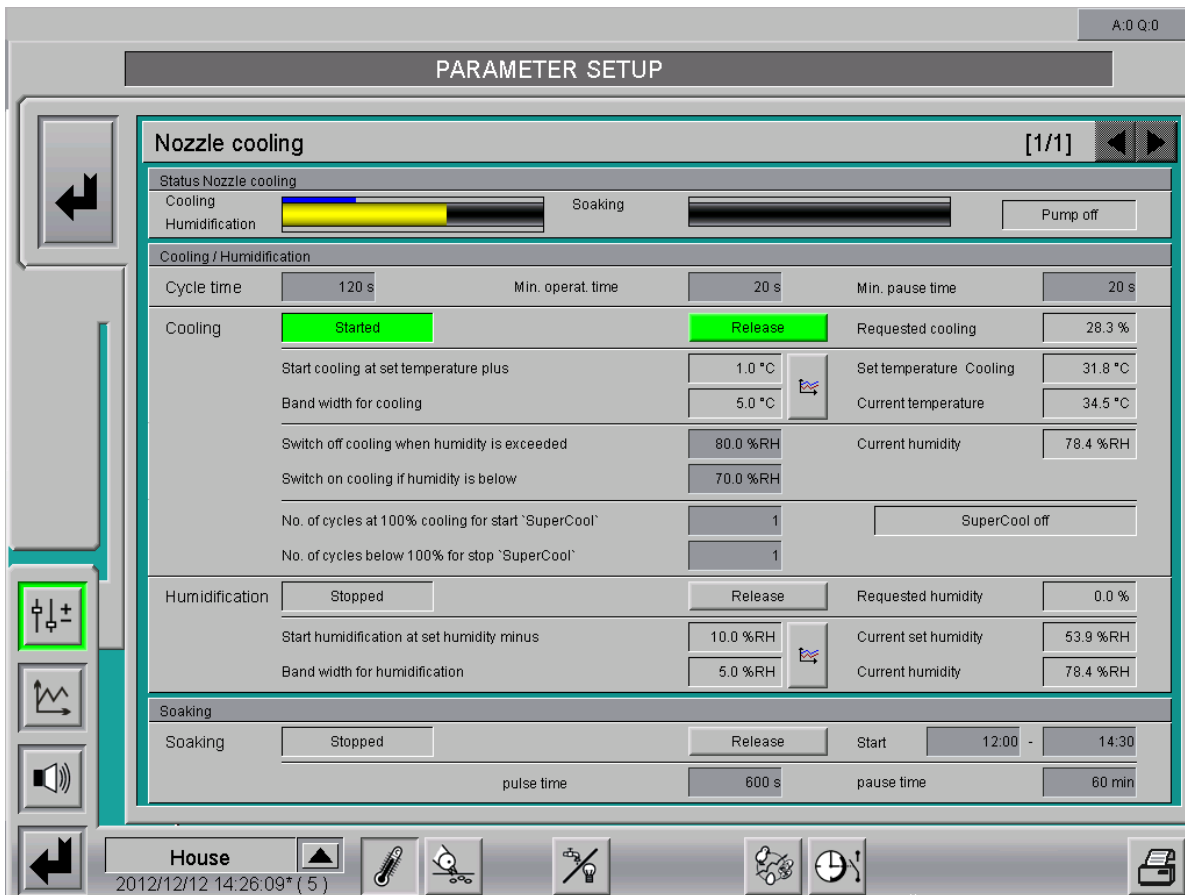 A:0 Q:0
PARAMETER SETUP
Nozzle cooling [1/1]
Status Nozzle cooling
Cooling Soaking
Humidification Pump off
Cooling / Humidification
Cycle time 120 s Min. operat. time 20 s Min. pause time 20 s
Cooling Started Release Requested cooling 28.3 %
Start cooling at set temperature plus 1.0 °C Set temperature Cooling 31.8 °C
Band width for cooling 5.0 °C Current temperature 34.5 °C
Switch off cooling when humidity is exceeded 80.0 %RH Current humidity 78.4 %RH
Switch on cooling if humidity is below 70.0 %RH
No. of cycles at 100% cooling for start `SuperCool` 1 SuperCool off
No. of cycles below 100% for stop `SuperCool` 1
Humidification Stopped Release Requested humidity 0.0 %
Start humidification at set humidity minus 10.0 %RH Current set humidity 53.9 %RH
Band width for humidification 5.0 %RH Current humidity 78.4 %RH
Soaking
Soaking Stopped Release Start 12:00 - 14:30
pulse time 600 s pause time 60 min
House
2012/12/12 14:26:09* ( 5 )